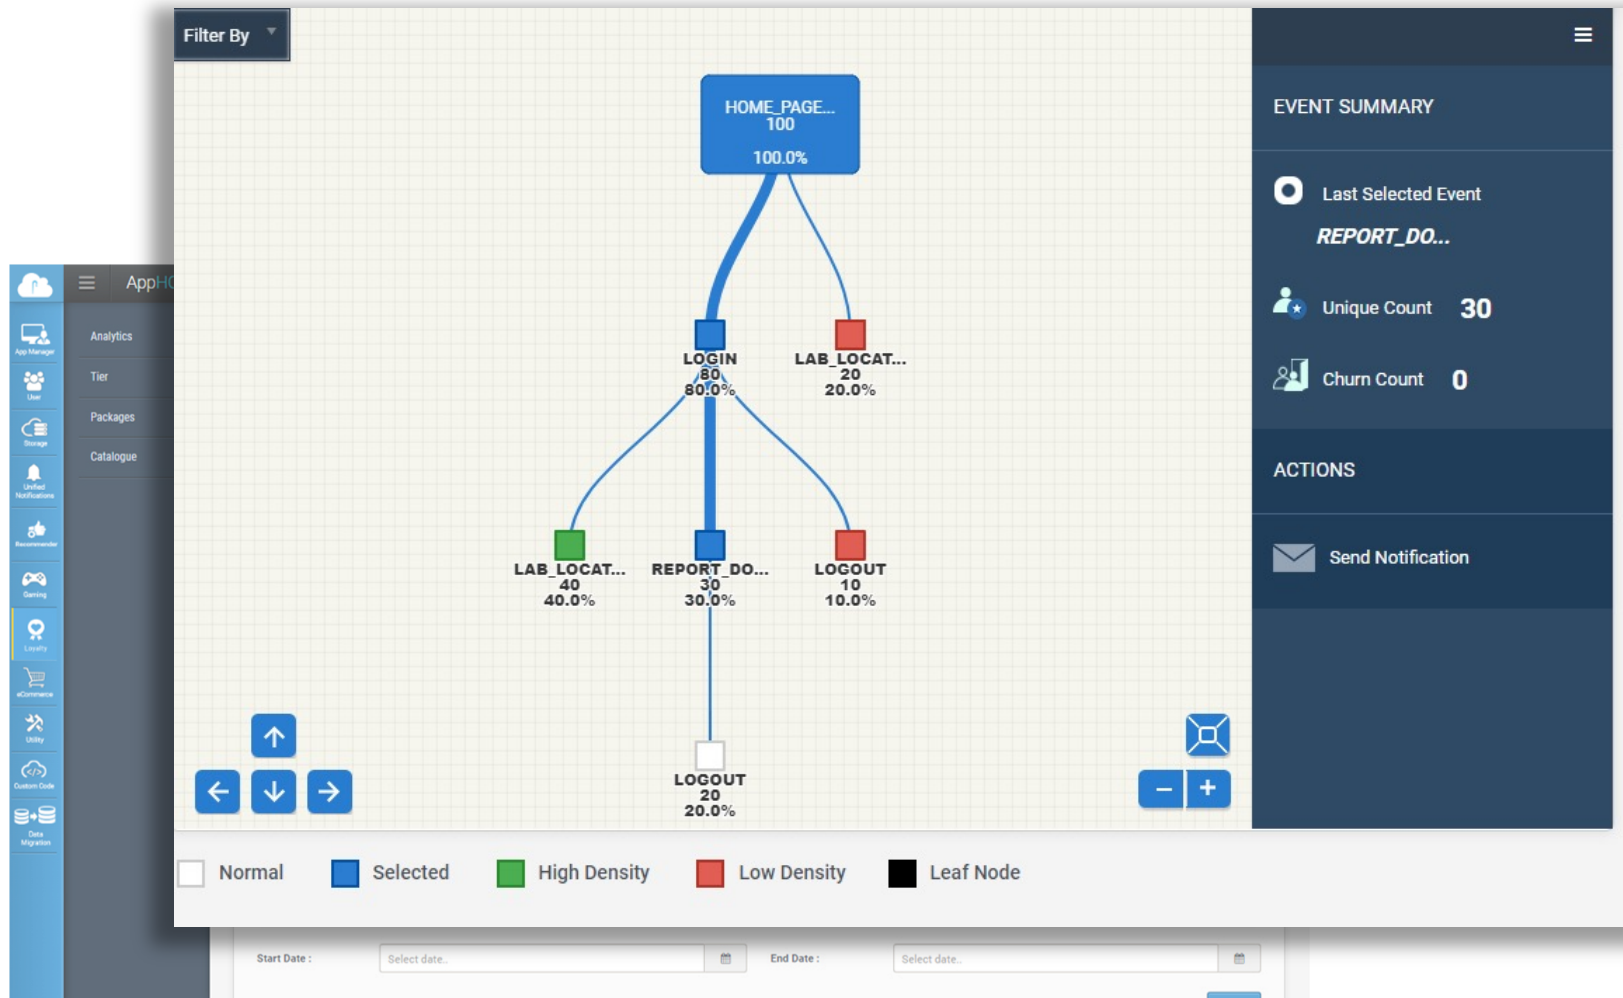 Filter By
HOME_PAGE...
100
100.0%
LOGIN
80
80.0%
LAB_LOCAT...
20
20.0%
LAB_LOCAT...
40
40.0%
REPORT_DO...
30
30.0%
LOGOUT
10
10.0%
LOGOUT
20
20.0%
EVENT SUMMARY
Last Selected Event
REPORT_DO...
Unique Count 30
Churn Count 0
ACTIONS
Send Notification
Normal
Selected
High Density
Low Density
Leaf Node
AppHO
App Manager
User
Storage
Unified
Notifications
Recommender
Gaming
Loyalty
eCommerce
Utility
Custom Code
Data
Migration
Analytics
Tier
Packages
Catalogue
Start Date :
Select date..
End Date :
Select date..